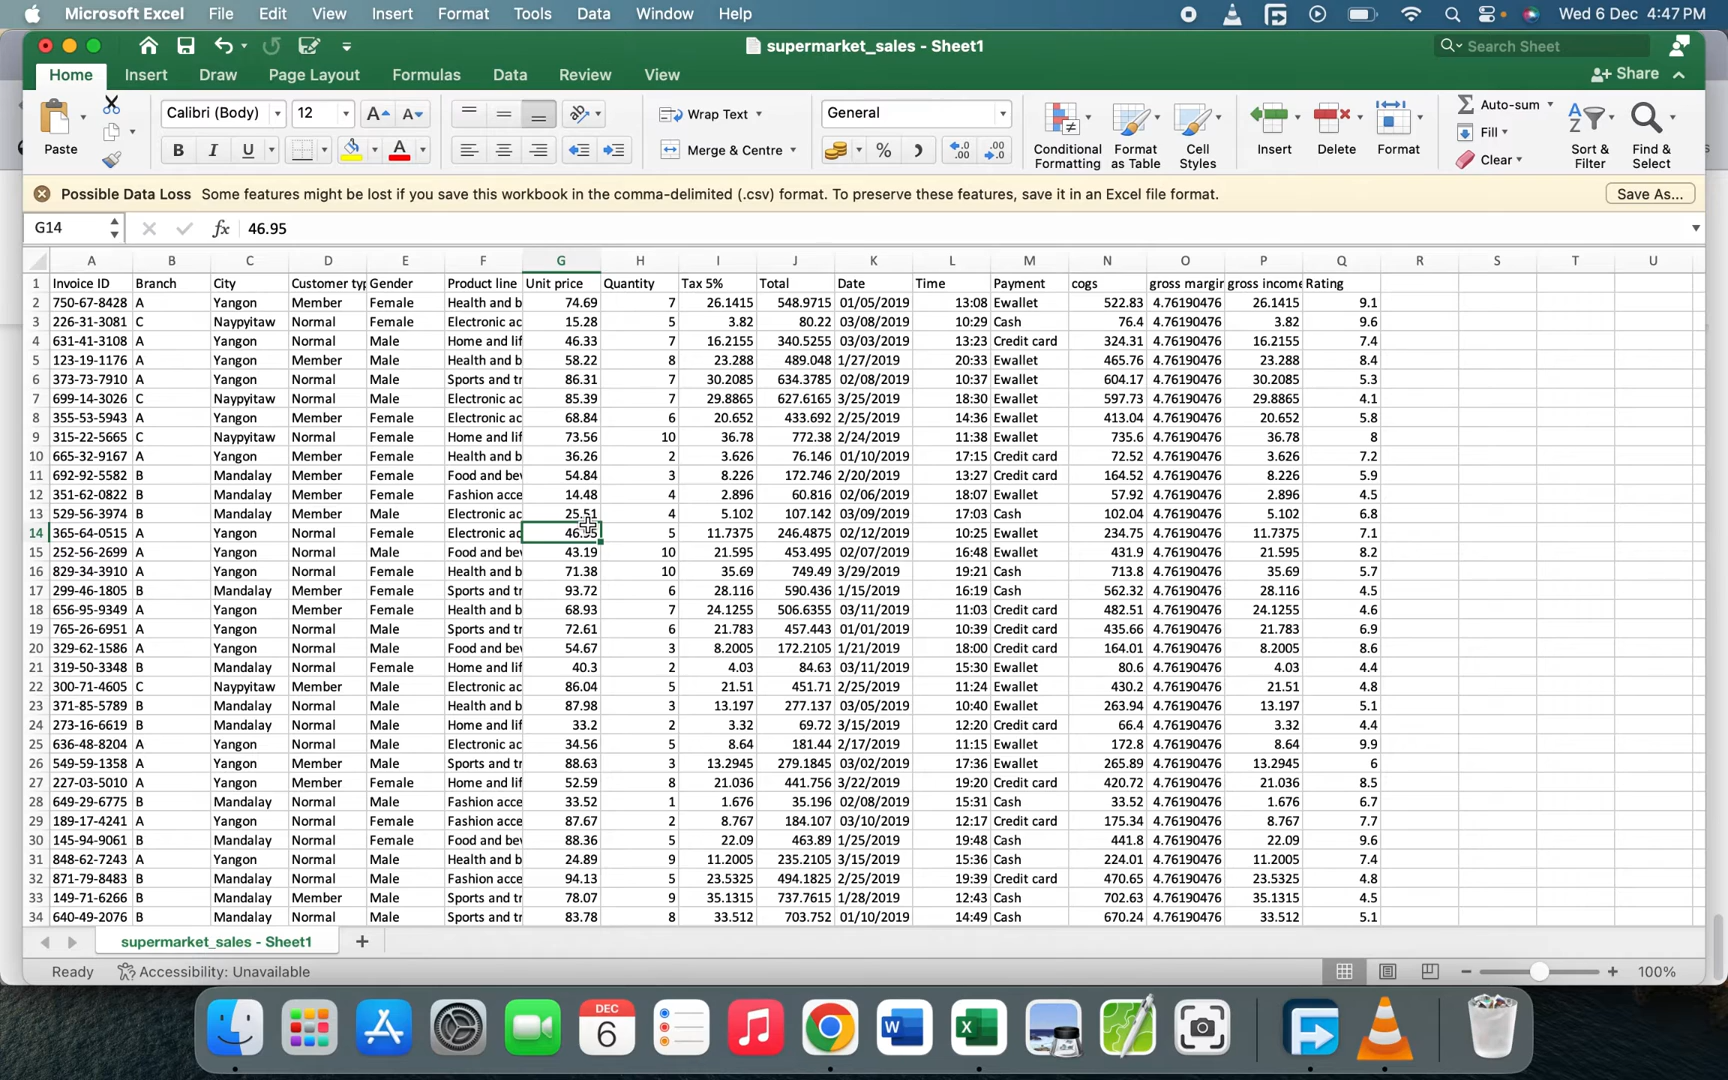 Microsoft Excel File Edit View Insert Format Tools Data Window Help Wed 6 Dec 4:47 PM
supermarket_sales - Sheet1 Search Sheet
Home Insert Draw Page Layout Formulas Data Review View Share
Paste Calibri (Body) 12 A A Wrap Text General Conditional Formatting Format as Table Cell Styles Insert Delete Format Auto-sum Sort & Filter Find & Select
B I U A Merge & Centre % Fill
Clear
Possible Data Loss Some features might be lost if you save this workbook in the comma-delimited (.csv) format. To preserve these features, save it in an Excel file format. Save As...
G14 fx 46.95
A B C D E F G H I J K L M N O P Q R S T U
1 Invoice ID Branch City Customer typ Gender Product line Unit price Quantity Tax 5% Total Date Time Payment cogs gross margin gross income Rating
2 750-67-8428 A Yangon Member Female Health and b 74.69 7 26.1415 548.9715 01/05/2019 13:08 Ewallet 522.83 4.76190476 26.1415 9.1
3 226-31-3081 C Naypyitaw Normal Female Electronic ac 15.28 5 3.82 80.22 03/08/2019 10:29 Cash 76.4 4.76190476 3.82 9.6
4 631-41-3108 A Yangon Normal Male Home and lif 46.33 7 16.2155 340.5255 03/03/2019 13:23 Credit card 324.31 4.76190476 16.2155 7.4
5 123-19-1176 A Yangon Member Male Health and b 58.22 8 23.288 489.048 1/27/2019 20:33 Ewallet 465.76 4.76190476 23.288 8.4
6 373-73-7910 A Yangon Normal Male Sports and tr 86.31 7 30.2085 634.3785 02/08/2019 10:37 Ewallet 604.17 4.76190476 30.2085 5.3
7 699-14-3026 C Naypyitaw Normal Male Electronic ac 85.39 7 29.8865 627.6165 3/25/2019 18:30 Ewallet 597.73 4.76190476 29.8865 4.1
8 355-53-5943 A Yangon Member Female Electronic ac 68.84 6 20.652 433.692 2/25/2019 14:36 Ewallet 413.04 4.76190476 20.652 5.8
9 315-22-5665 C Naypyitaw Normal Female Home and lif 73.56 10 36.78 772.38 2/24/2019 11:38 Ewallet 735.6 4.76190476 36.78 8
10 665-32-9167 A Yangon Member Female Health and b 36.26 2 3.626 76.146 01/10/2019 17:15 Credit card 72.52 4.76190476 3.626 7.2
11 692-92-5582 B Mandalay Member Female Food and bev 54.84 3 8.226 172.746 2/20/2019 13:27 Credit card 164.52 4.76190476 8.226 5.9
12 351-62-0822 B Mandalay Member Female Fashion acce 14.48 4 2.896 60.816 02/06/2019 18:07 Ewallet 57.92 4.76190476 2.896 4.5
13 529-56-3974 B Mandalay Member Male Electronic ac 25.51 4 5.102 107.142 03/09/2019 17:03 Cash 102.04 4.76190476 5.102 6.8
14 365-64-0515 A Yangon Normal Female Electronic ac 46.95 5 11.7375 246.4875 02/12/2019 10:25 Ewallet 234.75 4.76190476 11.7375 7.1
15 252-56-2699 A Yangon Normal Male Food and bev 43.19 10 21.595 453.495 02/07/2019 16:48 Ewallet 431.9 4.76190476 21.595 8.2
16 829-34-3910 A Yangon Normal Female Health and b 71.38 10 35.69 749.49 3/29/2019 19:21 Cash 713.8 4.76190476 35.69 5.7
17 299-46-1805 B Mandalay Member Female Sports and tr 93.72 6 28.116 590.436 1/15/2019 16:19 Cash 562.32 4.76190476 28.116 4.5
18 656-95-9349 A Yangon Member Female Health and b 68.93 7 24.1255 506.6355 03/11/2019 11:03 Credit card 482.51 4.76190476 24.1255 4.6
19 765-26-6951 A Yangon Normal Male Sports and tr 72.61 6 21.783 457.443 01/01/2019 10:39 Credit card 435.66 4.76190476 21.783 6.9
20 329-62-1586 A Yangon Normal Male Food and bev 54.67 3 8.2005 172.2105 1/21/2019 18:00 Credit card 164.01 4.76190476 8.2005 8.6
21 319-50-3348 B Mandalay Normal Female Home and lif 40.3 2 4.03 84.63 03/11/2019 15:30 Ewallet 80.6 4.76190476 4.03 4.4
22 300-71-4605 C Naypyitaw Member Male Electronic ac 86.04 5 21.51 451.71 2/25/2019 11:24 Ewallet 430.2 4.76190476 21.51 4.8
23 371-85-5789 B Mandalay Normal Male Health and b 87.98 3 13.197 277.137 03/05/2019 10:40 Ewallet 263.94 4.76190476 13.197 5.1
24 273-16-6619 B Mandalay Normal Male Home and lif 33.2 2 3.32 69.72 3/15/2019 12:20 Credit card 66.4 4.76190476 3.32 4.4
25 636-48-8204 A Yangon Normal Male Electronic ac 34.56 5 8.64 181.44 2/17/2019 11:15 Ewallet 172.8 4.76190476 8.64 9.9
26 549-59-1358 A Yangon Member Male Sports and tr 88.63 3 13.2945 279.1845 03/02/2019 17:36 Ewallet 265.89 4.76190476 13.2945 6
27 227-03-5010 A Yangon Member Female Home and lif 52.59 8 21.036 441.756 3/22/2019 19:20 Credit card 420.72 4.76190476 21.036 8.5
28 649-29-6775 B Mandalay Normal Male Fashion acce 33.52 1 1.676 35.196 02/08/2019 15:31 Cash 33.52 4.76190476 1.676 6.7
29 189-17-4241 A Yangon Normal Female Fashion acce 87.67 2 8.767 184.107 03/10/2019 12:17 Credit card 175.34 4.76190476 8.767 7.7
30 145-94-9061 B Mandalay Normal Female Food and bev 88.36 5 22.09 463.89 1/25/2019 19:48 Cash 441.8 4.76190476 22.09 9.6
31 848-62-7243 A Yangon Normal Male Health and b 24.89 9 11.2005 235.2105 3/15/2019 15:36 Cash 224.01 4.76190476 11.2005 7.4
32 871-79-8483 B Mandalay Normal Male Fashion acce 94.13 5 23.5325 494.1825 2/25/2019 19:39 Credit card 470.65 4.76190476 23.5325 4.8
33 149-71-6266 B Mandalay Member Male Sports and tr 78.07 9 35.1315 737.7615 1/28/2019 12:43 Cash 702.63 4.76190476 35.1315 4.5
34 640-49-2076 B Mandalay Normal Male Sports and tr 83.78 8 33.512 703.752 01/10/2019 14:49 Cash 670.24 4.76190476 33.512 5.1
supermarket_sales - Sheet1
Ready Accessibility: Unavailable 100%
DEC
6